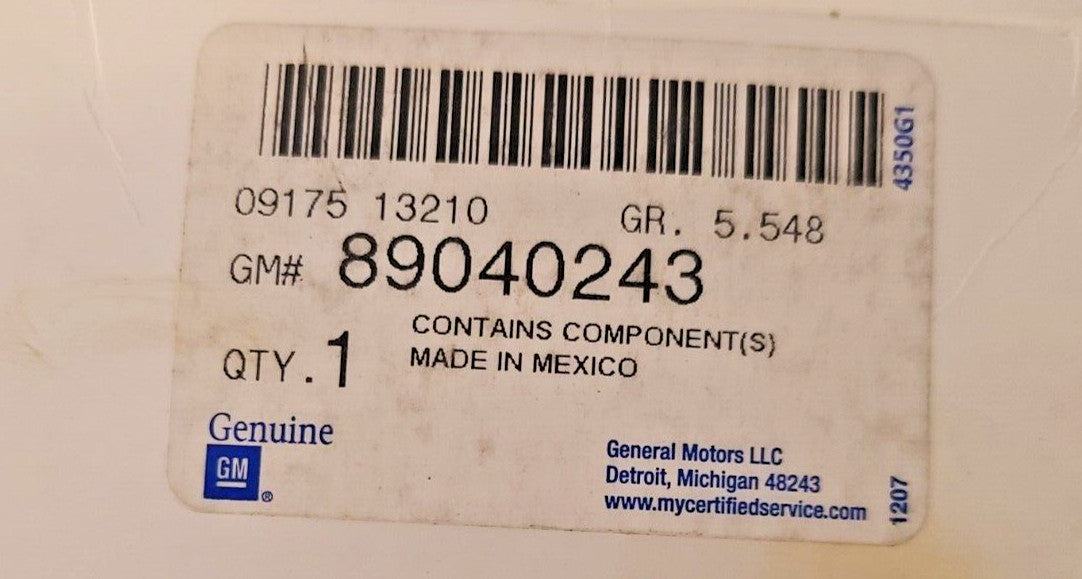 4350G1
09175 13210 GR. 5.548
GM# 89040243
CONTAINS COMPONENT(S)
MADE IN MEXICO
QTY. 1
Genuine
GM®
General Motors LLC
Detroit, Michigan 48243
www.mycertifiedservice.com
1207